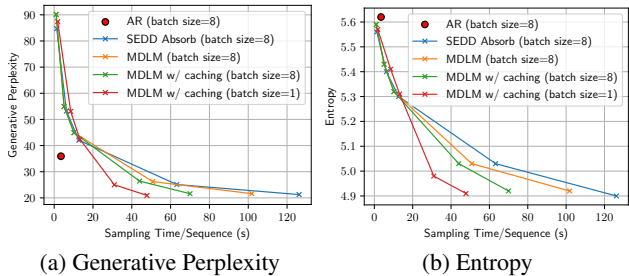 90
80
70
60
50
40
30
20
Generative Perplexity
0 20 40 60 80 100 120
Sampling Time/Sequence (s)
AR (batch size=8)
SEDD Absorb (batch size=8)
MDLM (batch size=8)
MDLM w/ caching (batch size=8)
MDLM w/ caching (batch size=1)
(a) Generative Perplexity
5.6
5.5
5.4
5.3
5.2
5.1
5.0
4.9
Entropy
0 20 40 60 80 100 120
Sampling Time/Sequence (s)
AR (batch size=8)
SEDD Absorb (batch size=8)
MDLM (batch size=8)
MDLM w/ caching (batch size=8)
MDLM w/ caching (batch size=1)
(b) Entropy